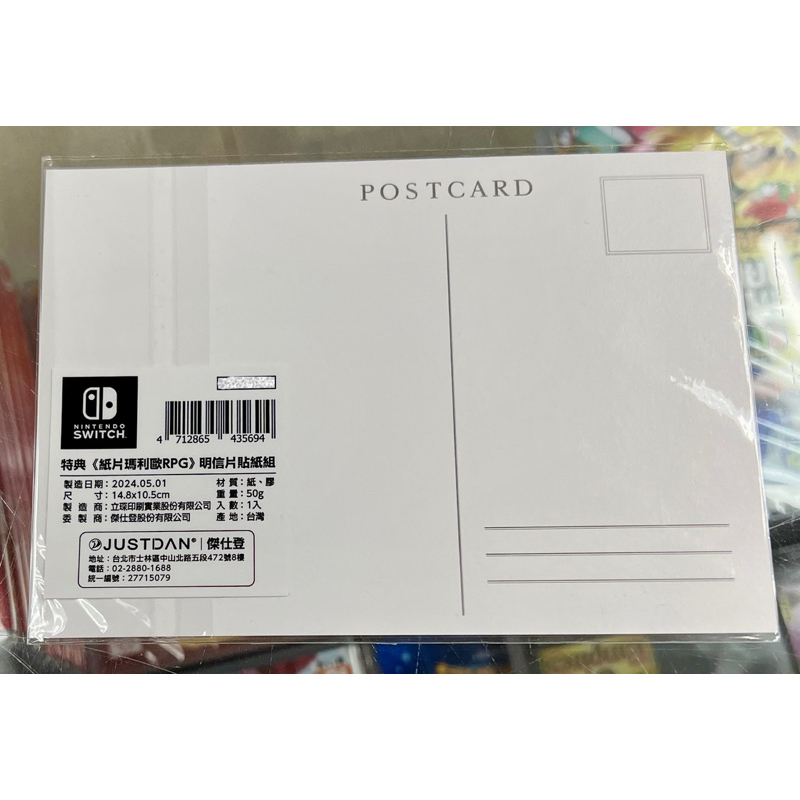 POSTCARD
NINTENDO
SWITCH
4 712865 435694
特典《紙片瑪利歐RPG》明信片貼紙組
製造日期：2024.05.01 材質：紙、膠
尺寸：14.8x10.5cm 重量：50g
製造商：立琛印刷實業股份有限公司 入數：1入
委製商：傑仕登股份有限公司 產地：台灣
JUSTDAN® 傑仕登
地址：台北市士林區中山北路五段472號8樓
電話：02-2880-1688
統一編號：27715079